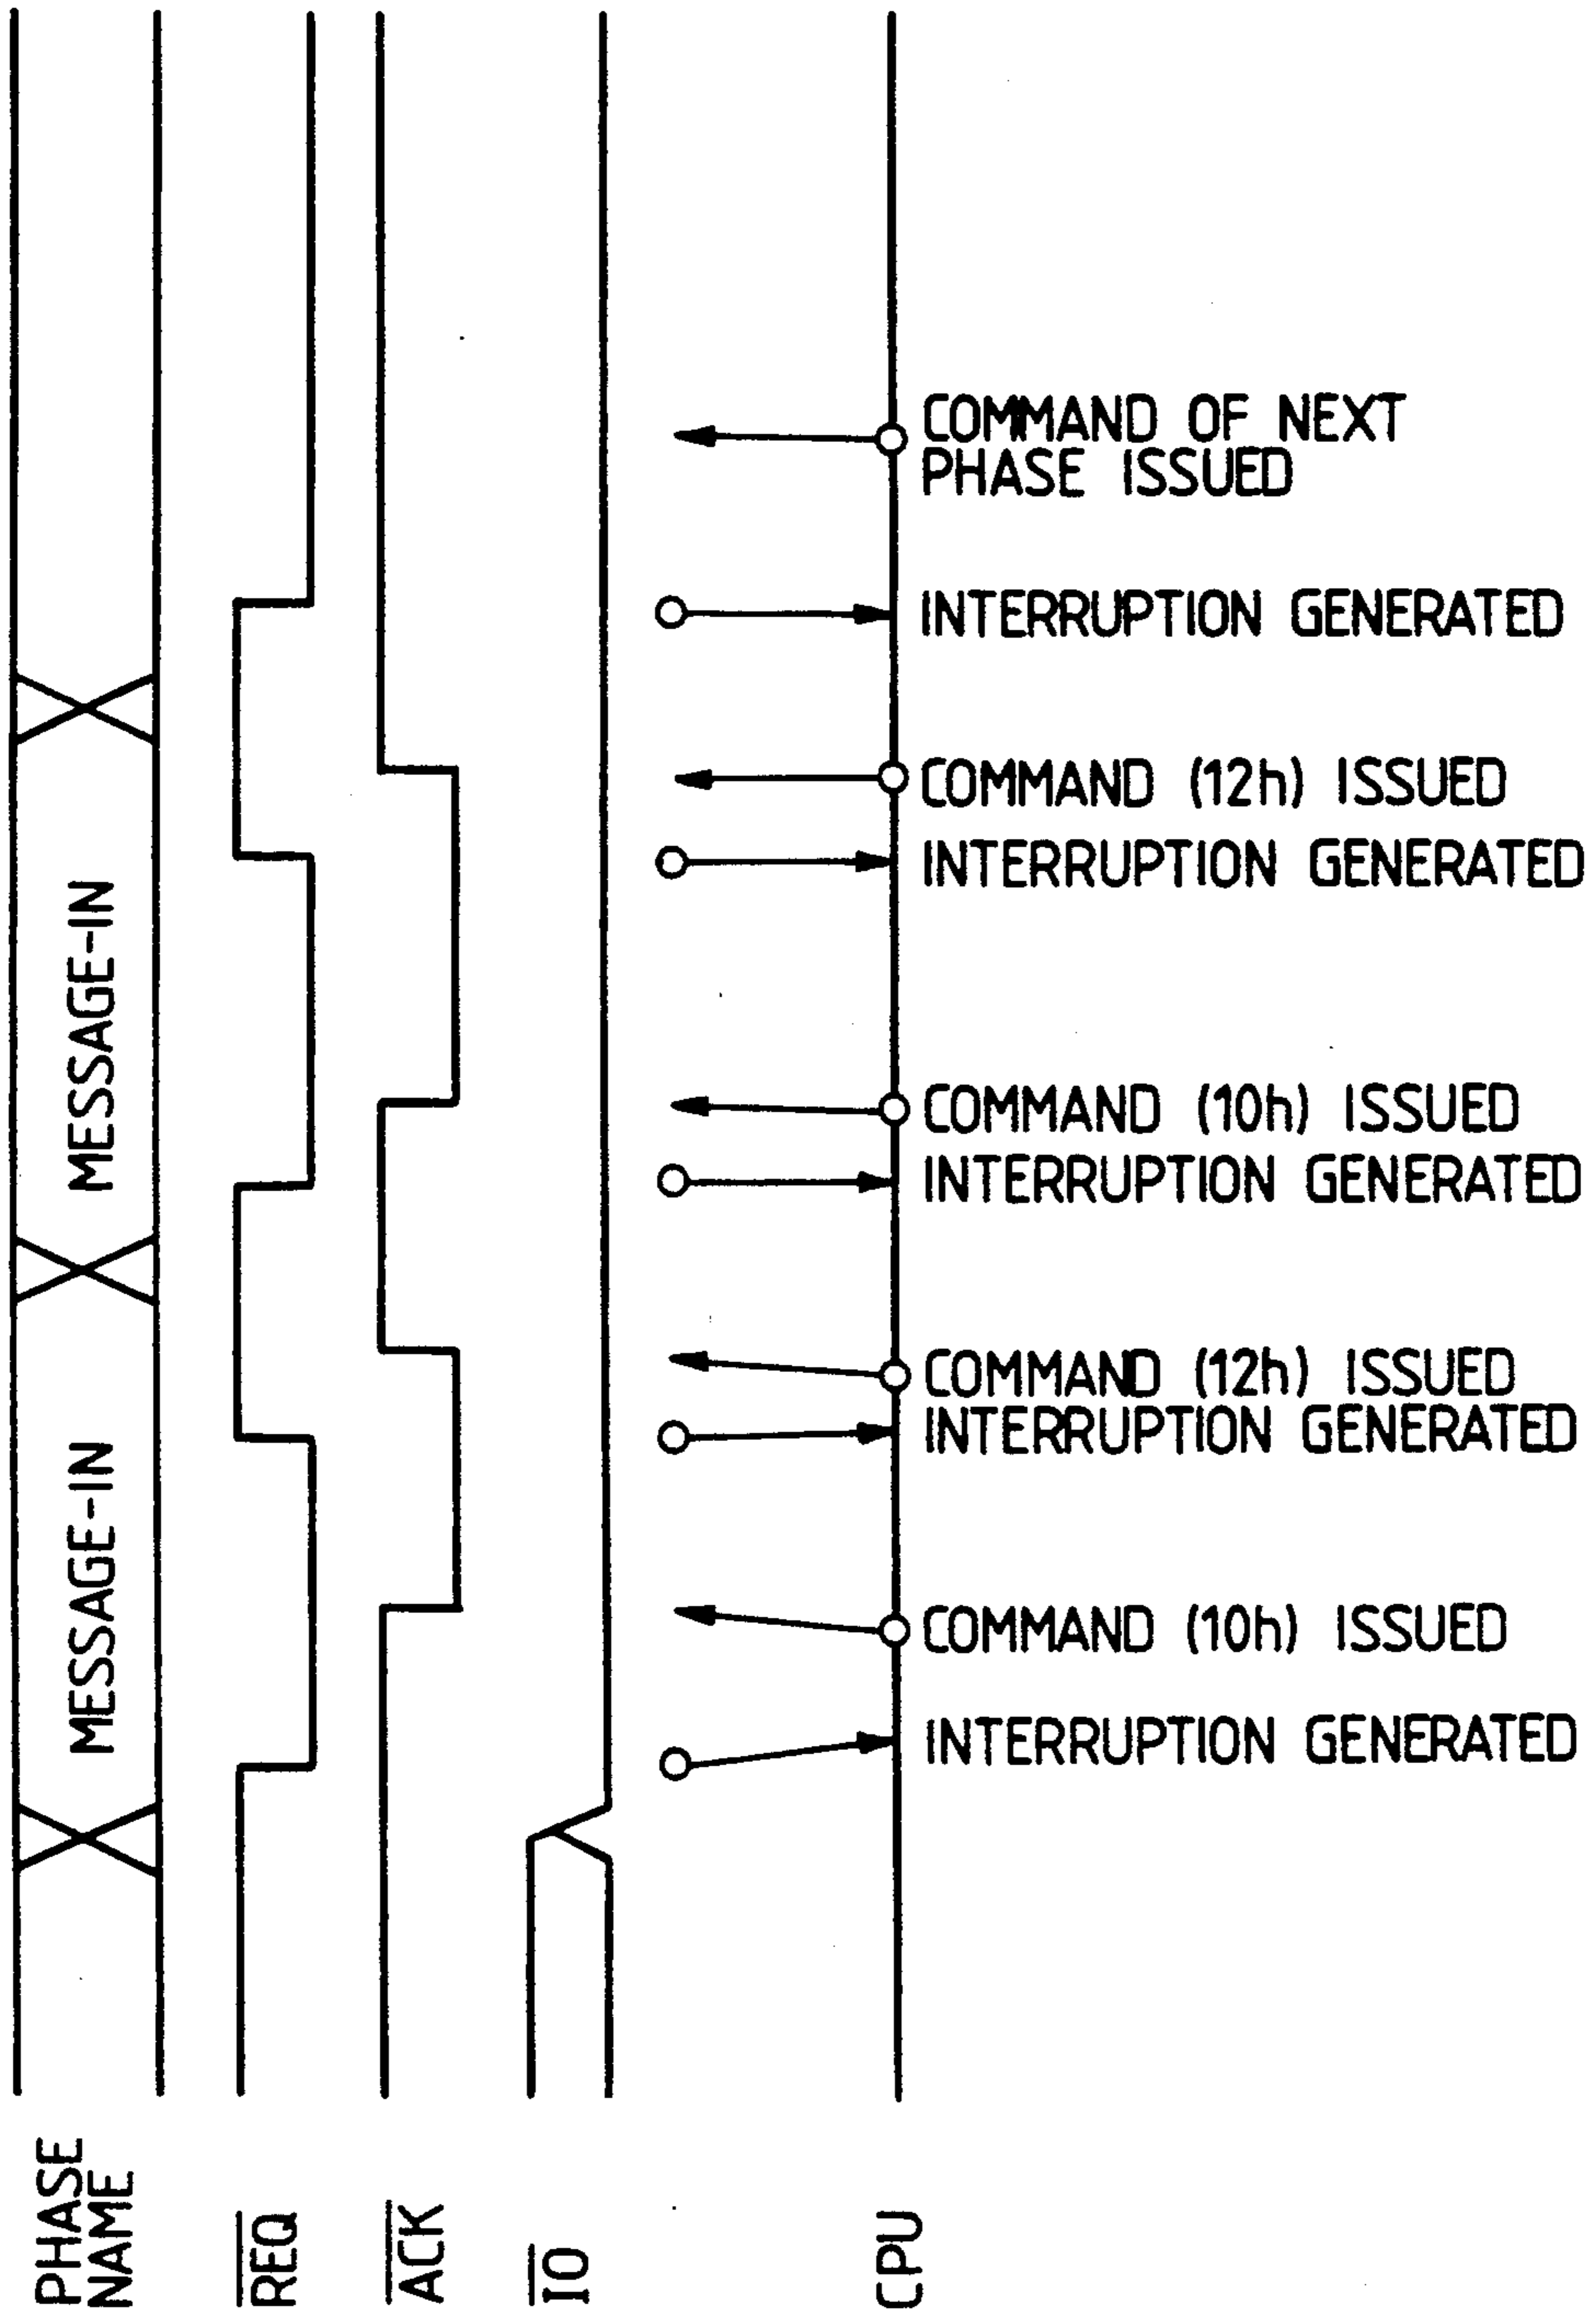 PHASE
NAME
MESSAGE-IN
MESSAGE-IN
REQ
ACK
IO
CPU
COMMAND OF NEXT
PHASE ISSUED
INTERRUPTION GENERATED
COMMAND (12h) ISSUED
INTERRUPTION GENERATED
COMMAND (10h) ISSUED
INTERRUPTION GENERATED
COMMAND (12h) ISSUED
INTERRUPTION GENERATED
COMMAND (10h) ISSUED
INTERRUPTION GENERATED